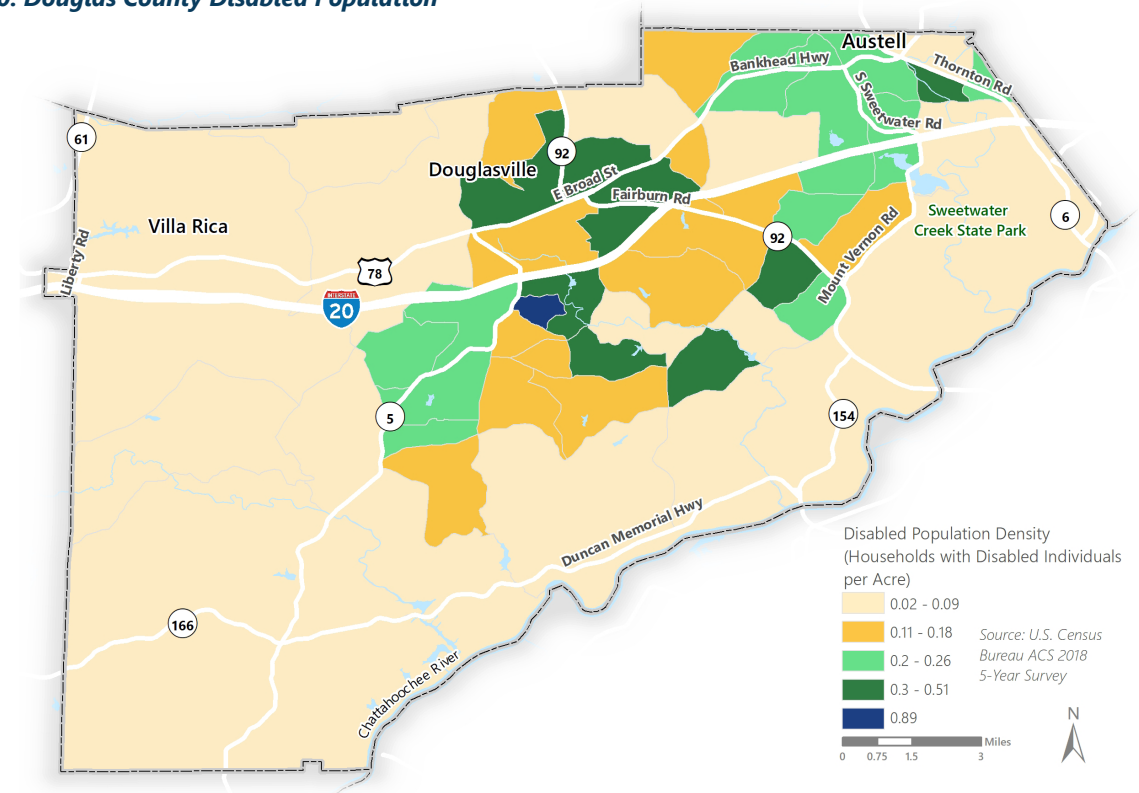 0: Douglas County Disabled Population
Austell
Bankhead Hwy
Thornton Rd
S Sweetwater Rd
61
92
Douglasville
E Broad St
Fairburn Rd
Villa Rica
Liberty Rd
78
INTERSTATE
20
92
Mount Vernon Rd
Sweetwater
Creek State Park
6
5
154
Duncan Memorial Hwy
166
Chattahoochee River
Disabled Population Density
(Households with Disabled Individuals
per Acre)
0.02 - 0.09
0.11 - 0.18
0.2 - 0.26
0.3 - 0.51
0.89
Source: U.S. Census
Bureau ACS 2018
5-Year Survey
N
Miles
0 0.75 1.5 3